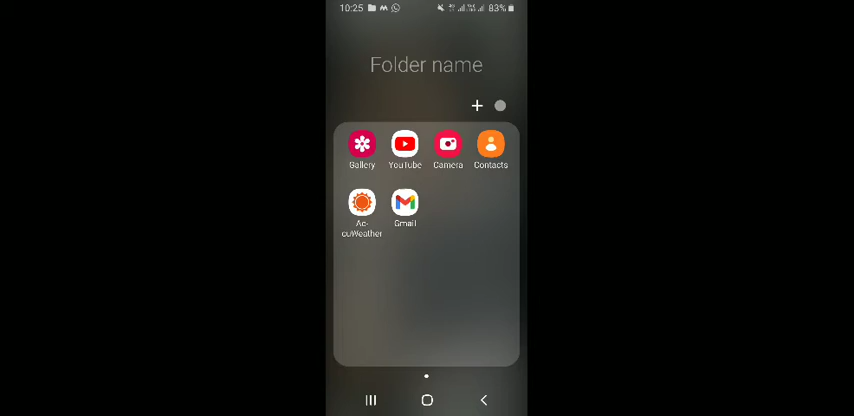 10:25 83%
Folder name
Gallery YouTube Camera Contacts
Ac-
cuWeather Gmail